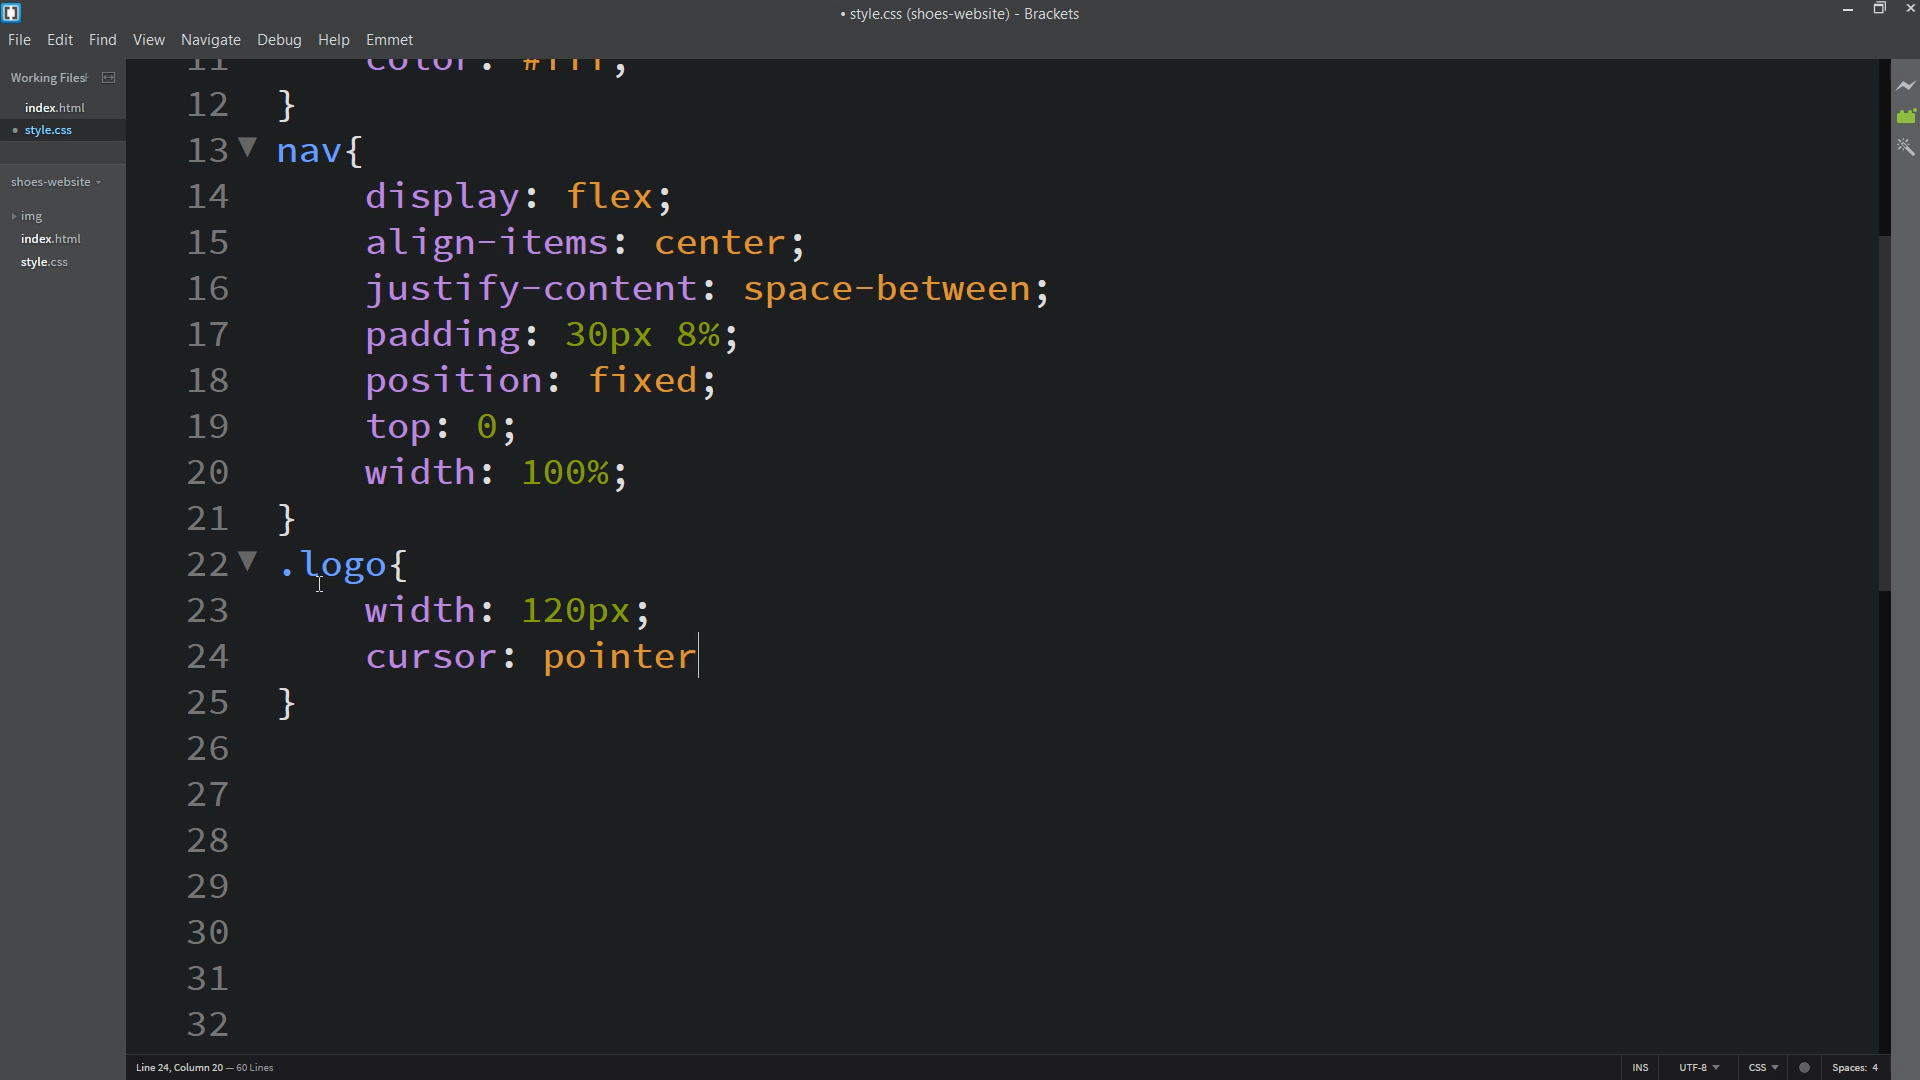 • style.css (shoes-website) - Brackets
File Edit Find View Navigate Debug Help Emmet
Working Files
index.html
• style.css
shoes-website
img
index.html
style.css
11 color: #fff;
12 }
13 nav{
14 display: flex;
15 align-items: center;
16 justify-content: space-between;
17 padding: 30px 8%;
18 position: fixed;
19 top: 0;
20 width: 100%;
21 }
22 .logo{
23 width: 120px;
24 cursor: pointer
25 }
26
27
28
29
30
31
32
Line 24, Column 20 — 60 Lines
INS UTF-8 CSS Spaces: 4